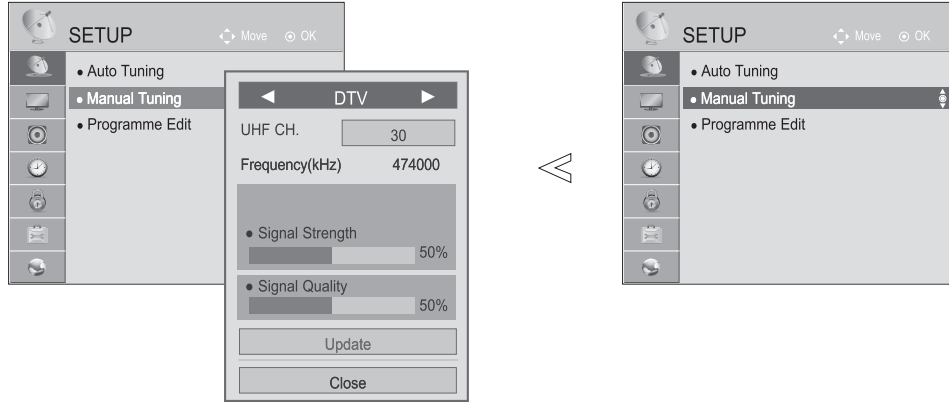 SETUP
Move OK
• Auto Tuning
• Manual Tuning
• Programme Edit
◄ DTV ►
UHF CH. 30
Frequency(kHz) 474000
• Signal Strength
50%
• Signal Quality
50%
Update
Close
SETUP
Move OK
• Auto Tuning
• Manual Tuning
• Programme Edit